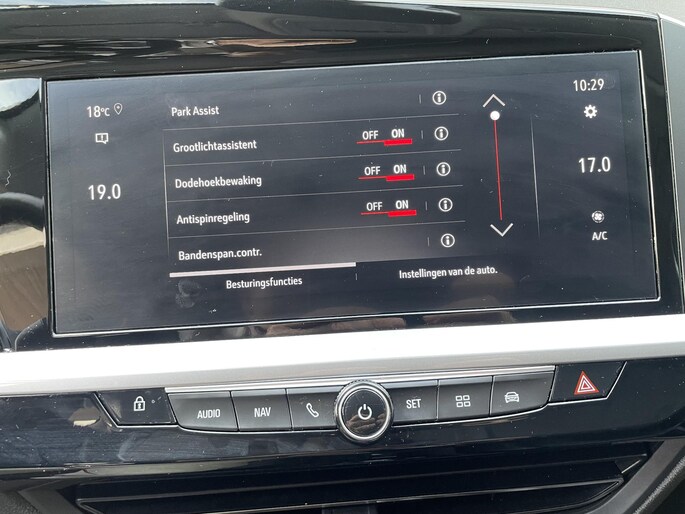 18°C
10:29
Park Assist
Grootlichtassistent OFF ON
19.0
Dodehoekbewaking OFF ON
17.0
Antispinregeling OFF ON
A/C
Bandenspan.contr.
Besturingsfuncties
Instellingen van de auto.
AUDIO
NAV
SET